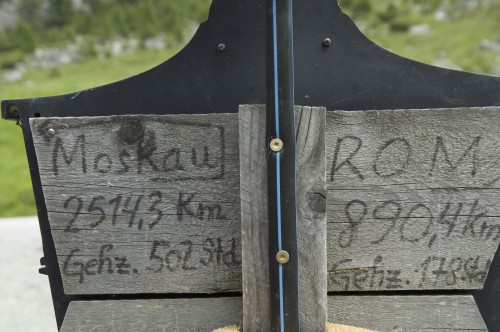 Moskau
2514,3 Km.
Gehz. 502 Std
ROM
890,4 Km
Gehz. 178 Std